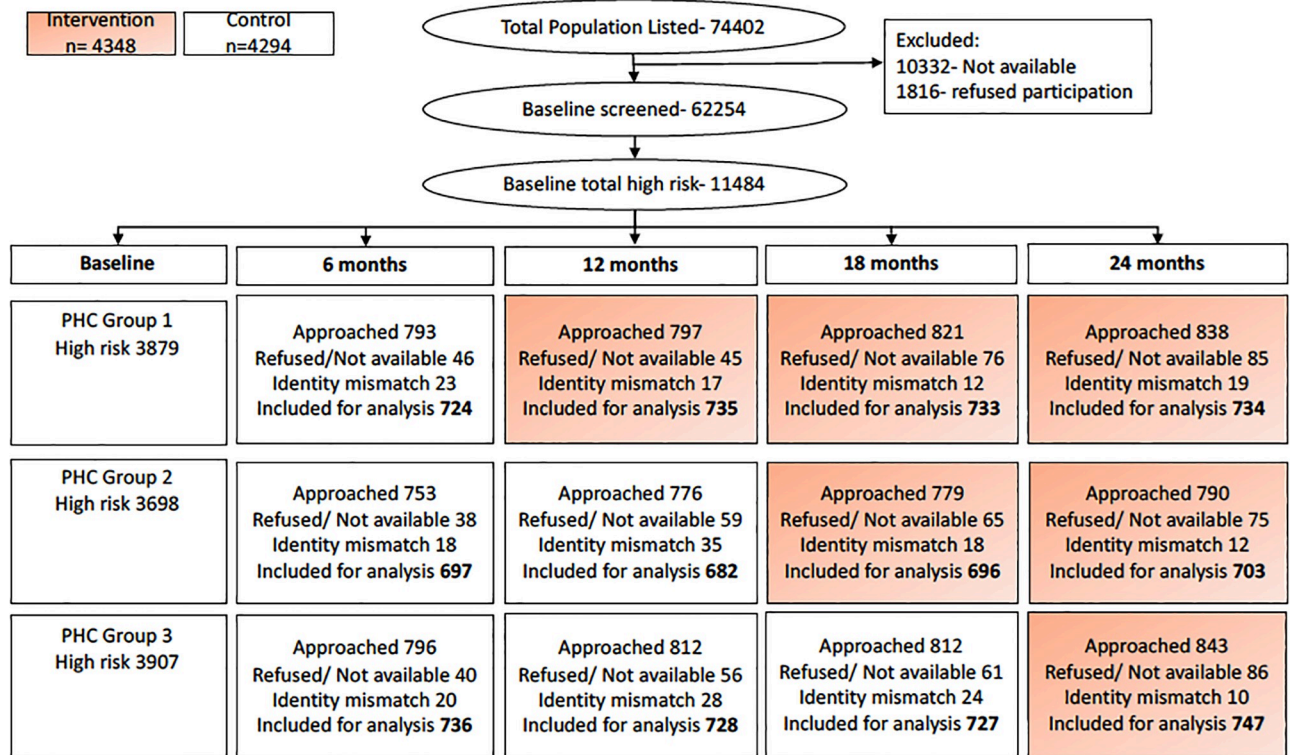 Intervention
n= 4348
Control
n=4294
Total Population Listed- 74402
Excluded:
10332- Not available
1816- refused participation
Baseline screened- 62254
Baseline total high risk- 11484
Baseline
6 months
12 months
18 months
24 months
PHC Group 1
High risk 3879
Approached 793
Refused/Not available 46
Identity mismatch 23
Included for analysis 724
Approached 797
Refused/ Not available 45
Identity mismatch 17
Included for analysis 735
Approached 821
Refused/ Not available 76
Identity mismatch 12
Included for analysis 733
Approached 838
Refused/ Not available 85
Identity mismatch 19
Included for analysis 734
PHC Group 2
High risk 3698
Approached 753
Refused/ Not available 38
Identity mismatch 18
Included for analysis 697
Approached 776
Refused/ Not available 59
Identity mismatch 35
Included for analysis 682
Approached 779
Refused/ Not available 65
Identity mismatch 18
Included for analysis 696
Approached 790
Refused/ Not available 75
Identity mismatch 12
Included for analysis 703
PHC Group 3
High risk 3907
Approached 796
Refused/ Not available 40
Identity mismatch 20
Included for analysis 736
Approached 812
Refused/ Not available 56
Identity mismatch 28
Included for analysis 728
Approached 812
Refused/ Not available 61
Identity mismatch 24
Included for analysis 727
Approached 843
Refused/ Not available 86
Identity mismatch 10
Included for analysis 747